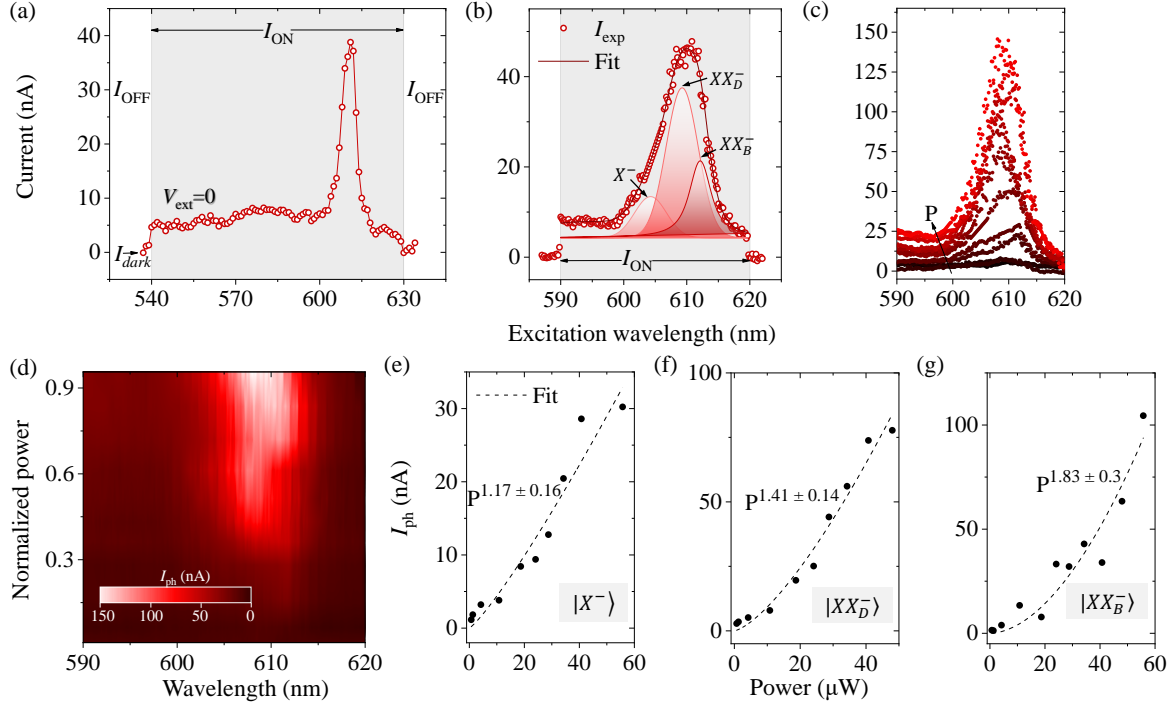 (a)
50
40
30
20
10
0
Current (nA)
I_ON
I_OFF
I_OFF
V_ext=0
I_dark
540
570
600
630
(b)
40
20
0
I_exp
Fit
XX_D^-
XX_B^-
X^-
I_ON
590
600
610
620
(c)
150
125
100
75
50
25
0
P
590
600
610
620
Excitation wavelength (nm)
(d)
0.9
0.6
0.3
Normalized power
I_ph (nA)
150
100
50
0
590
600
610
620
Wavelength (nm)
(e)
30
20
10
0
I_ph (nA)
Fit
P^1.17 ± 0.16
|X^-⟩
0
20
40
60
(f)
100
50
0
P^1.41 ± 0.14
|XX_D^-⟩
0
20
40
Power (μW)
(g)
100
50
0
P^1.83 ± 0.3
|XX_B^-⟩
0
20
40
60